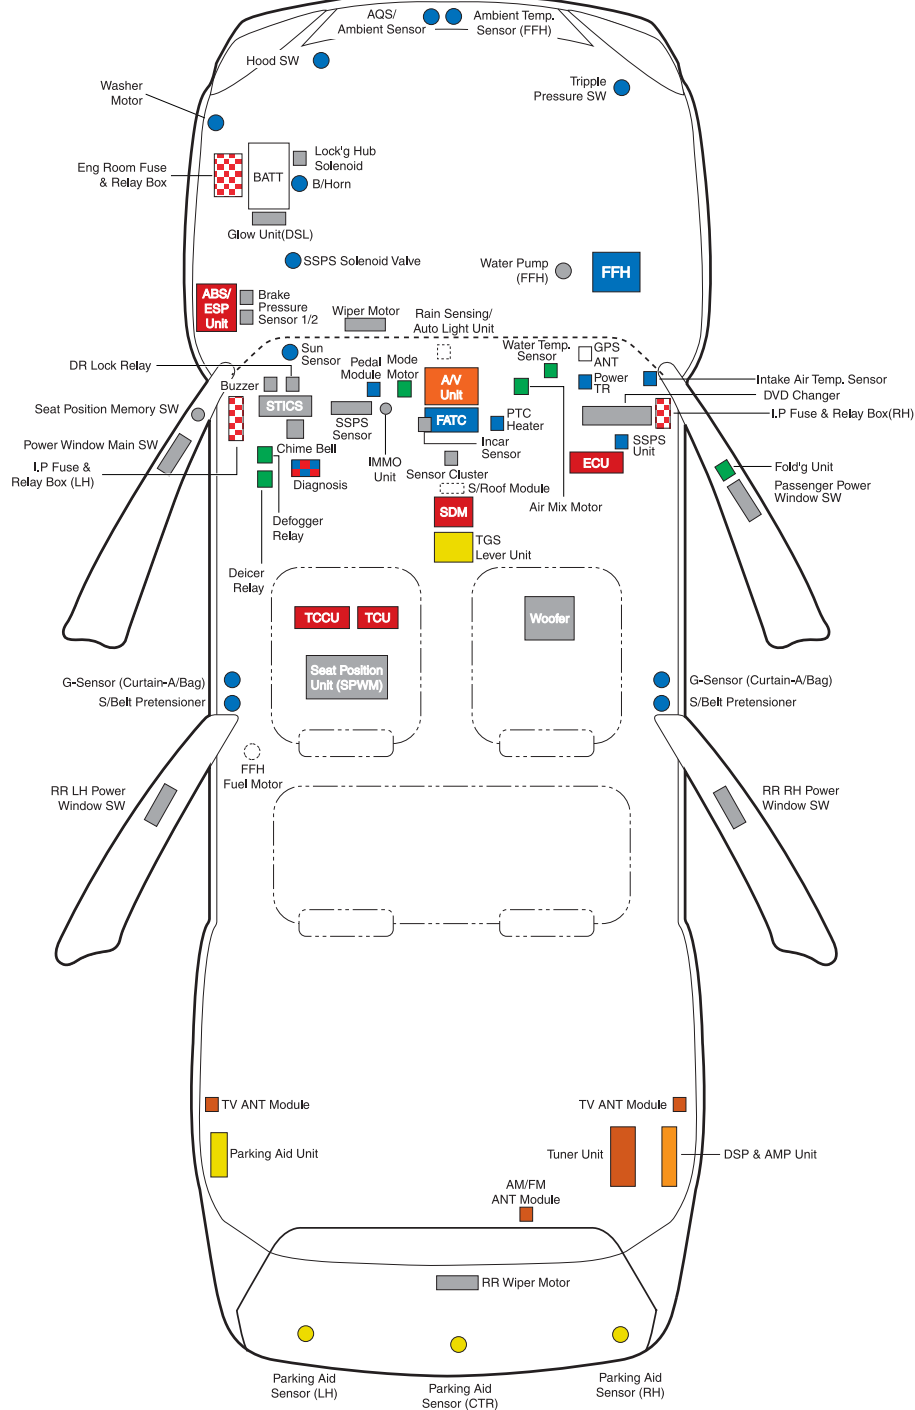 AQS/
Ambient Sensor
Ambient Temp.
Sensor (FFH)
Hood SW
Tripple
Pressure SW
Washer
Motor
Eng Room Fuse
& Relay Box
BATT
Lock'g Hub
Solenoid
B/Horn
Glow Unit(DSL)
SSPS Solenoid Valve
Water Pump
(FFH)
FFH
ABS/
ESP
Unit
Brake
Pressure
Sensor 1/2
Wiper Motor
Rain Sensing/
Auto Light Unit
Sun
Sensor
Water Temp.
Sensor
GPS
ANT
DR Lock Relay
Pedal
Module
Mode
Motor
A/V
Unit
Power
TR
Intake Air Temp. Sensor
DVD Changer
Buzzer
STICS
SSPS
Sensor
FATC
PTC
Heater
I.P Fuse & Relay Box(RH)
Seat Position Memory SW
Power Window Main SW
I.P Fuse &
Relay Box (LH)
Chime Bell
Diagnosis
IMMO
Unit
Incar
Sensor
Sensor Cluster
S/Roof Module
SSPS
Unit
ECU
Fold'g Unit
Passenger Power
Window SW
Air Mix Motor
SDM
Defogger
Relay
TGS
Lever Unit
Deicer
Relay
TCCU
TCU
Woofer
Seat Position
Unit (SPWM)
G-Sensor (Curtain-A/Bag)
S/Belt Pretensioner
G-Sensor (Curtain-A/Bag)
S/Belt Pretensioner
FFH
Fuel Motor
RR LH Power
Window SW
RR RH Power
Window SW
TV ANT Module
TV ANT Module
Parking Aid Unit
Tuner Unit
DSP & AMP Unit
AM/FM
ANT Module
RR Wiper Motor
Parking Aid
Sensor (LH)
Parking Aid
Sensor (CTR)
Parking Aid
Sensor (RH)